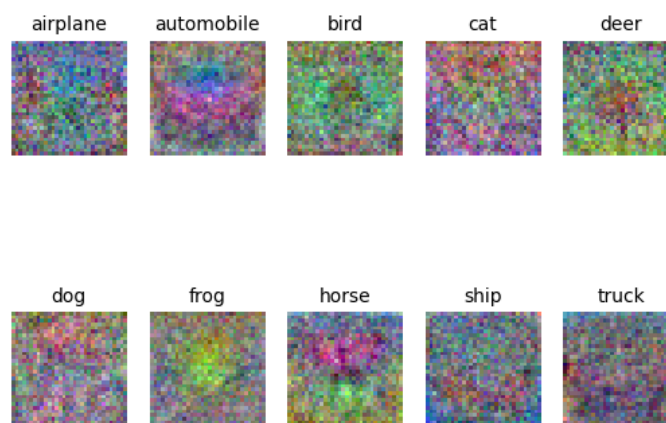 airplane automobile bird cat deer
dog frog horse ship truck